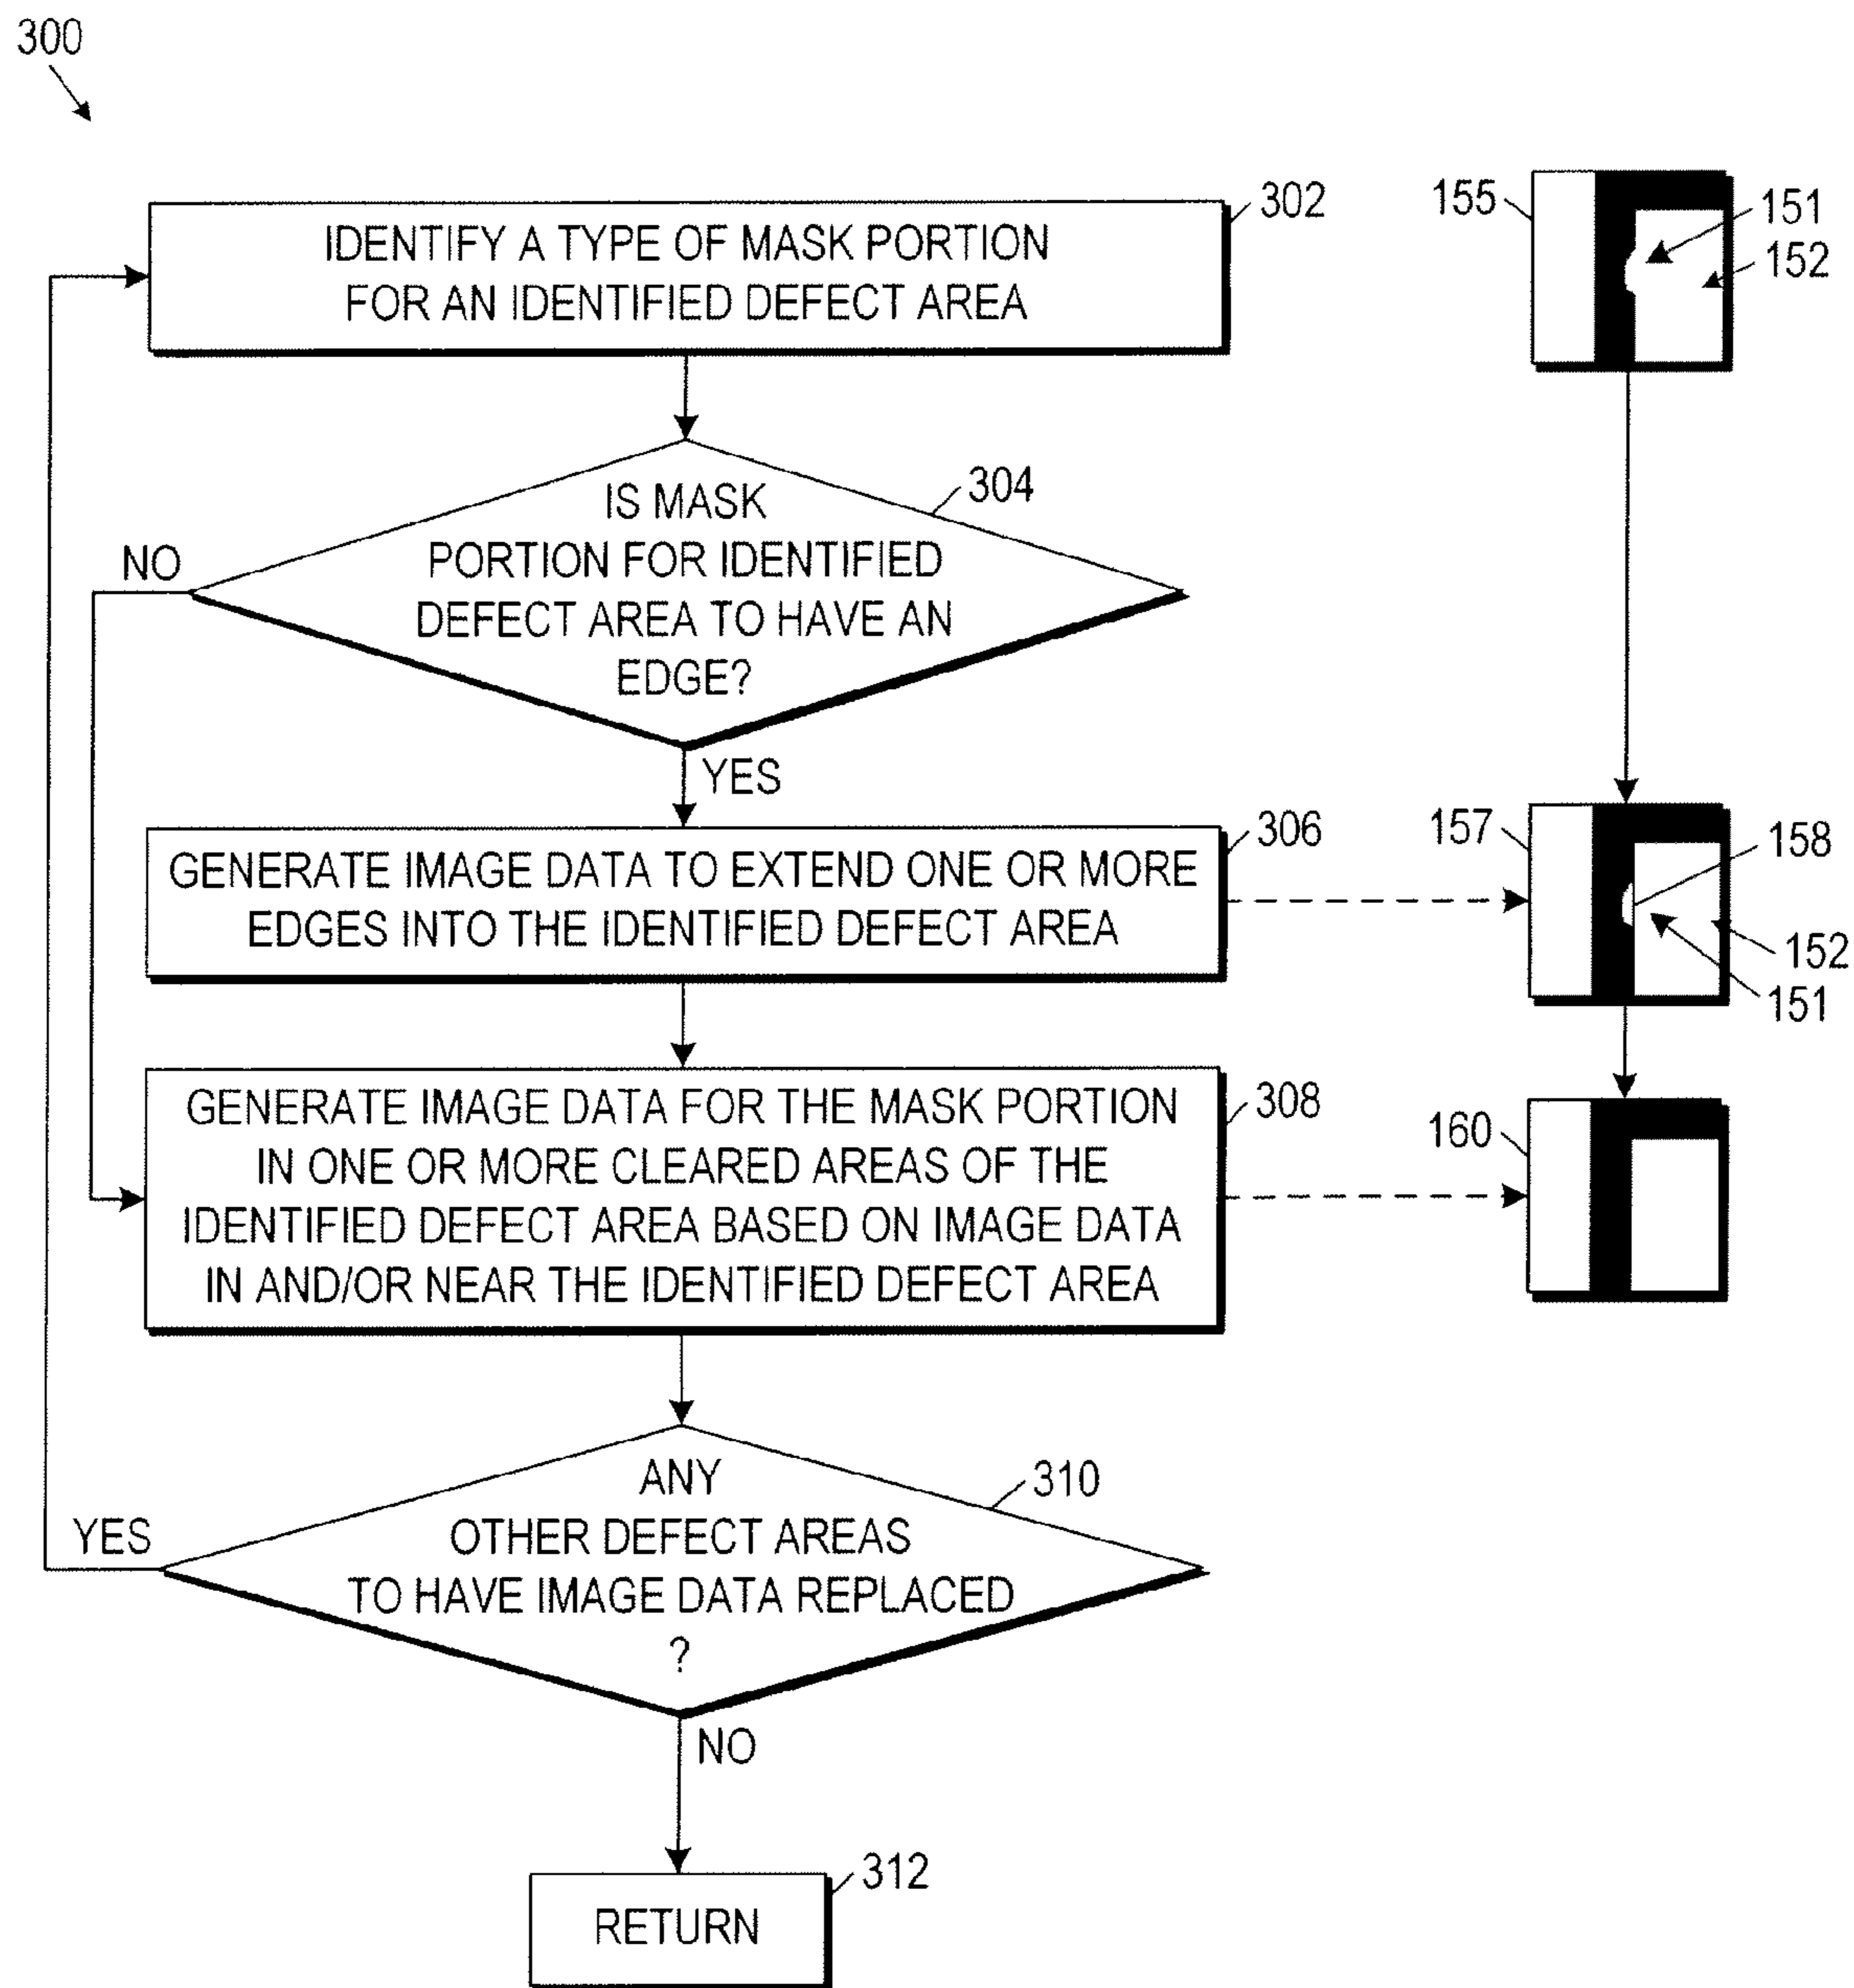 300
302
IDENTIFY A TYPE OF MASK PORTION
FOR AN IDENTIFIED DEFECT AREA
155
151
152
304
IS MASK
PORTION FOR IDENTIFIED
DEFECT AREA TO HAVE AN
EDGE?
NO
YES
306
GENERATE IMAGE DATA TO EXTEND ONE OR MORE
EDGES INTO THE IDENTIFIED DEFECT AREA
157
158
152
151
308
GENERATE IMAGE DATA FOR THE MASK PORTION
IN ONE OR MORE CLEARED AREAS OF THE
IDENTIFIED DEFECT AREA BASED ON IMAGE DATA
IN AND/OR NEAR THE IDENTIFIED DEFECT AREA
160
310
ANY
OTHER DEFECT AREAS
TO HAVE IMAGE DATA REPLACED
?
YES
NO
312
RETURN